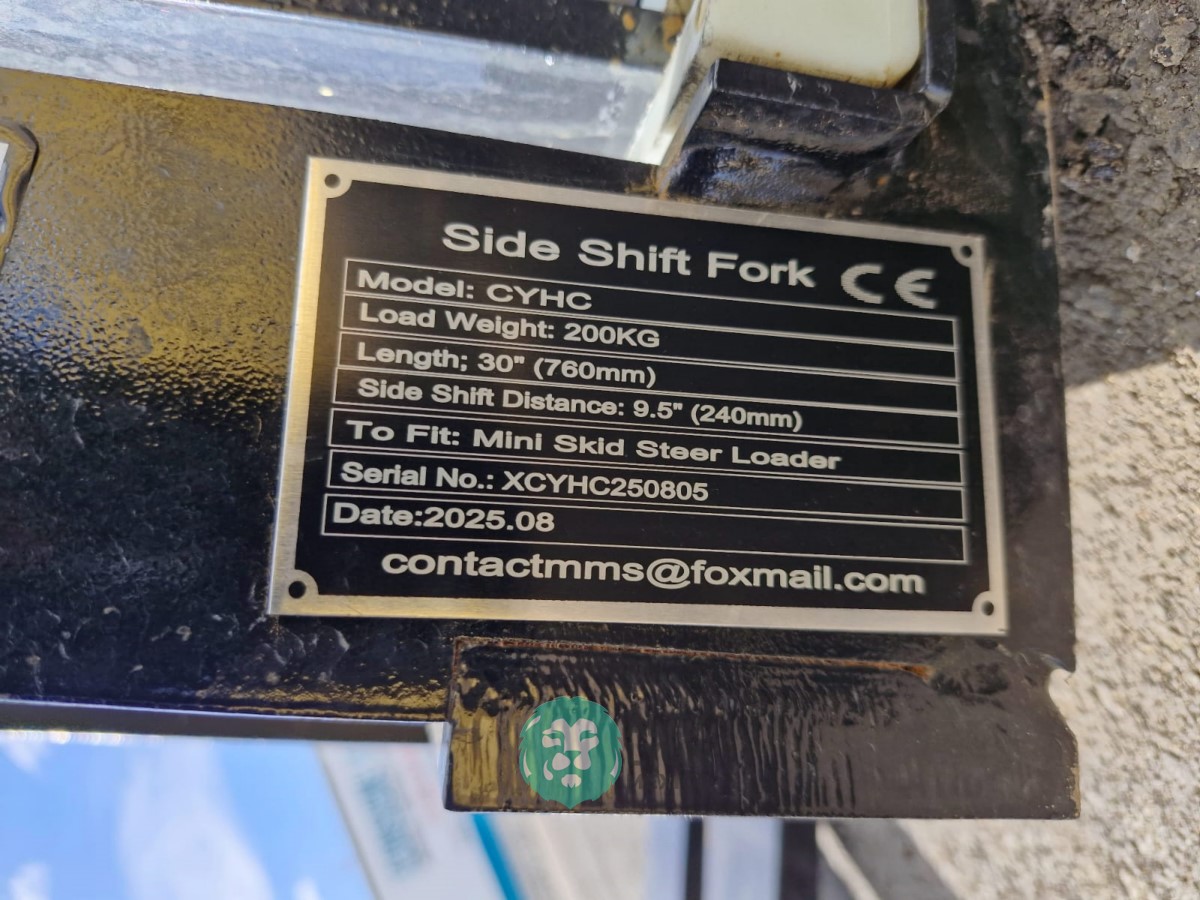 Side Shift Fork CE
Model: CYHC
Load Weight: 200KG
Length; 30" (760mm)
Side Shift Distance: 9.5" (240mm)
To Fit: Mini Skid Steer Loader
Serial No.: XCYHC250805
Date:2025.08
contactmms@foxmail.com